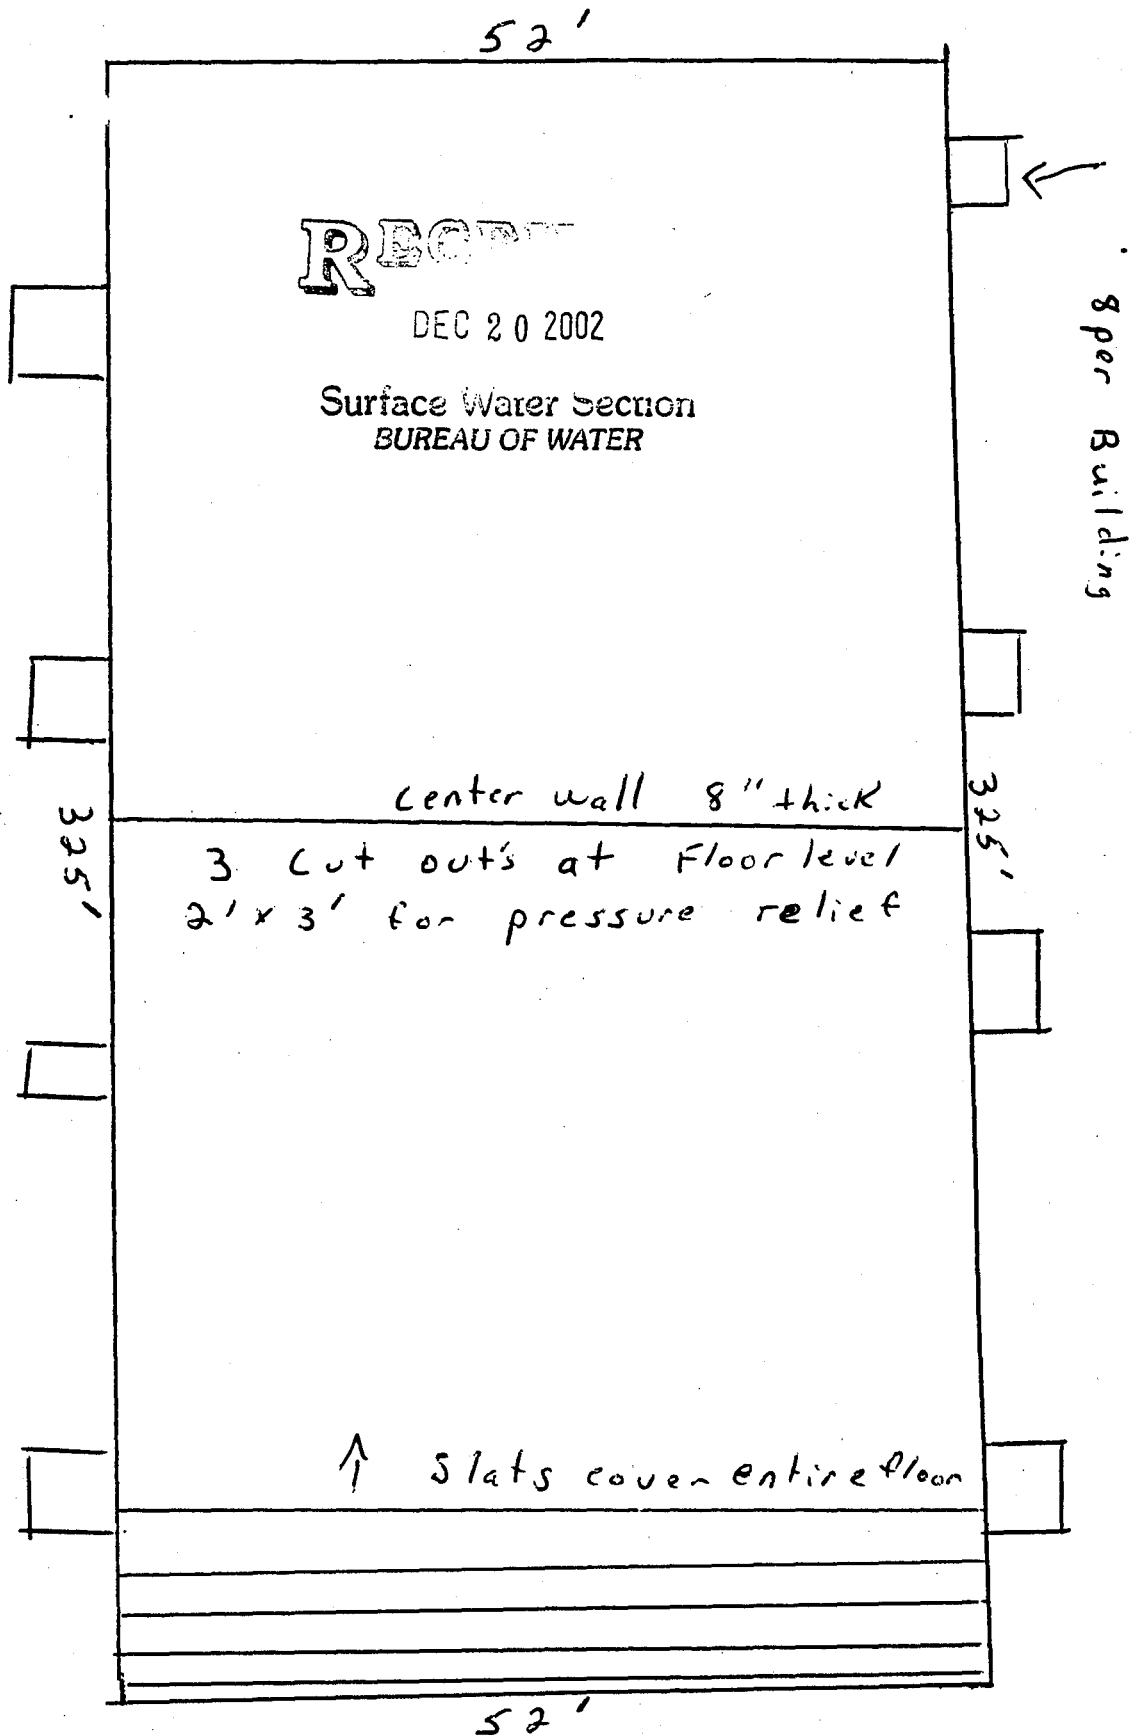 52'
DEC 20 2002
Surface Water Section
BUREAU OF WATER
8 per Building
Center wall 8" thick
325'
325'
3 Cut out's at Floor level
2' x 3' for pressure relief
Slats cover entire floor
52'